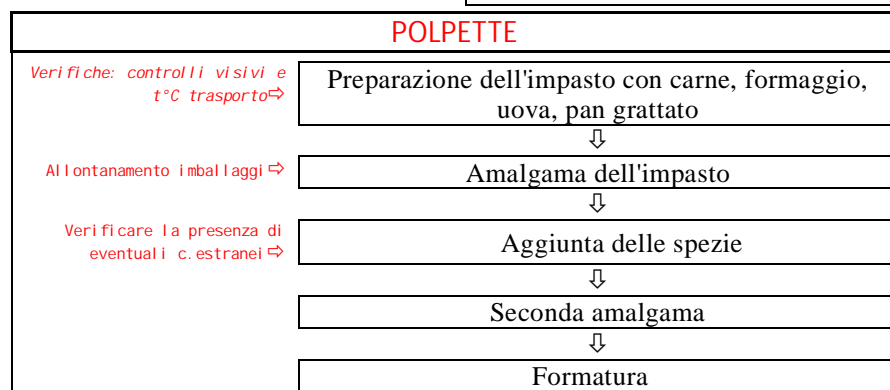 POLPETTE
Verifiche: controlli visivi e
t°C trasporto⇨
Preparazione dell'impasto con carne, formaggio,
uova, pan grattato
⇩
Allontanamento imballaggi⇨
Amalgama dell'impasto
⇩
Verificare la presenza di
eventuali c.estranei⇨
Aggiunta delle spezie
⇩
Seconda amalgama
⇩
Formatura